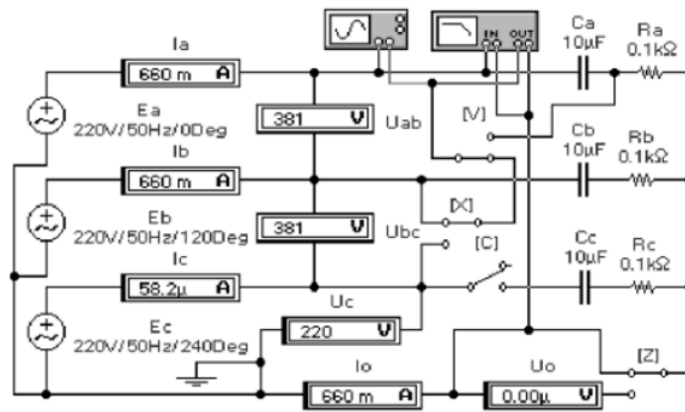 Ia
660 m A
Ea
220V/50Hz/0Deg
381 V
Uab
IN OUT
[V]
Ca
10µF
Ra
0.1kΩ
Ib
660 m A
Eb
220V/50Hz/120Deg
381 V
Ubc
[X]
Cb
10µF
Rb
0.1kΩ
Ic
58.2µ A
Ec
220V/50Hz/240Deg
Uc
220 V
[C]
Cc
10µF
Rc
0.1kΩ
Io
660 m A
Uo
0.00µ V
[Z]